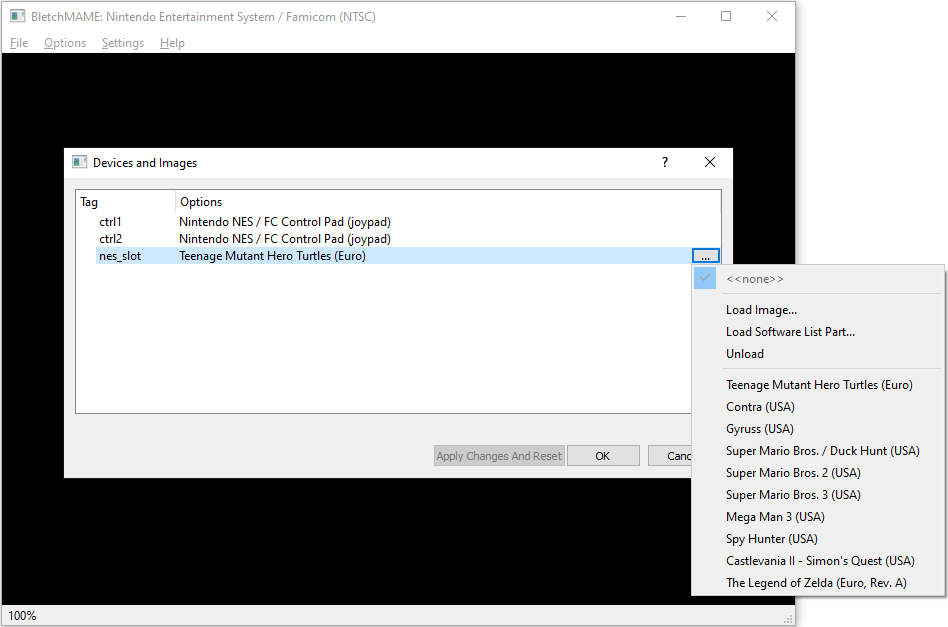 BletchMAME: Nintendo Entertainment System / Famicom (NTSC)
File Options Settings Help
Devices and Images
?
Tag Options
ctrl1 Nintendo NES / FC Control Pad (joypad)
ctrl2 Nintendo NES / FC Control Pad (joypad)
nes_slot Teenage Mutant Hero Turtles (Euro) ...
<<none>>
Load Image...
Load Software List Part...
Unload
Teenage Mutant Hero Turtles (Euro)
Contra (USA)
Gyruss (USA)
Super Mario Bros. / Duck Hunt (USA)
Super Mario Bros. 2 (USA)
Super Mario Bros. 3 (USA)
Mega Man 3 (USA)
Spy Hunter (USA)
Castlevania II - Simon's Quest (USA)
The Legend of Zelda (Euro, Rev. A)
Apply Changes And Reset OK Canc
100%